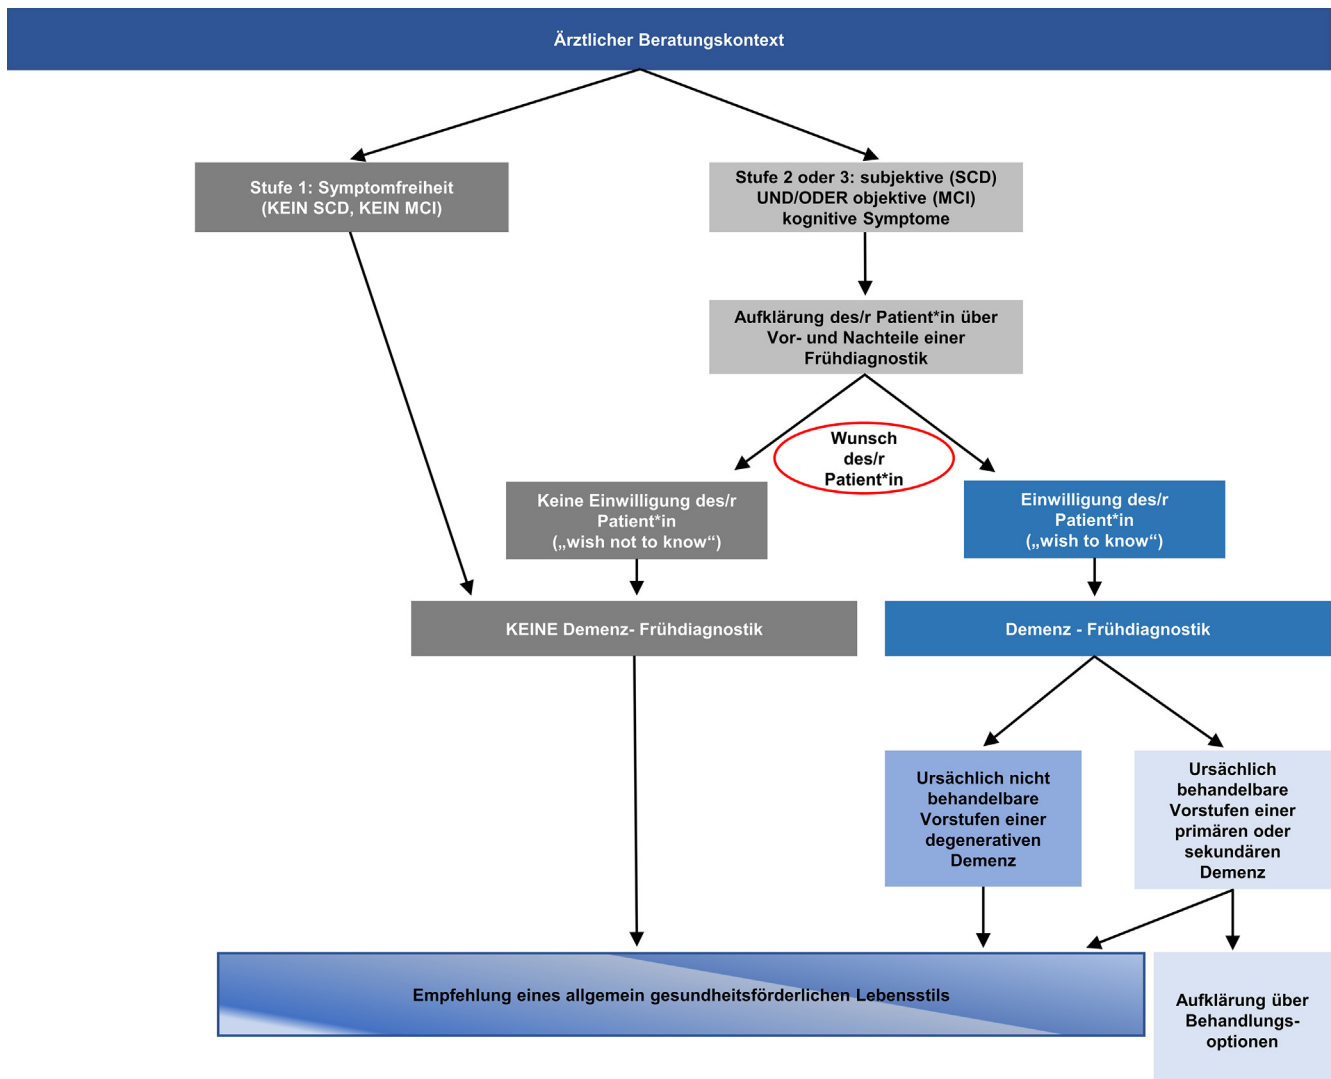 Ärztlicher Beratungskontext
Stufe 1: Symptomfreiheit
(KEIN SCD, KEIN MCI)
Stufe 2 oder 3: subjektive (SCD)
UND/ODER objektive (MCI)
kognitive Symptome
Aufklärung des/r Patient*in über
Vor- und Nachteile einer
Frühdiagnostik
Wunsch
des/r
Patient*in
Keine Einwilligung des/r
Patient*in
(„wish not to know“)
Einwilligung des/r
Patient*in
(„wish to know“)
KEINE Demenz- Frühdiagnostik
Demenz - Frühdiagnostik
Ursächlich nicht
behandelbare
Vorstufen einer
degenerativen
Demenz
Ursächlich
behandelbare
Vorstufen einer
primären oder
sekundären
Demenz
Empfehlung eines allgemein gesundheitsförderlichen Lebensstils
Aufklärung über
Behandlungs-
optionen